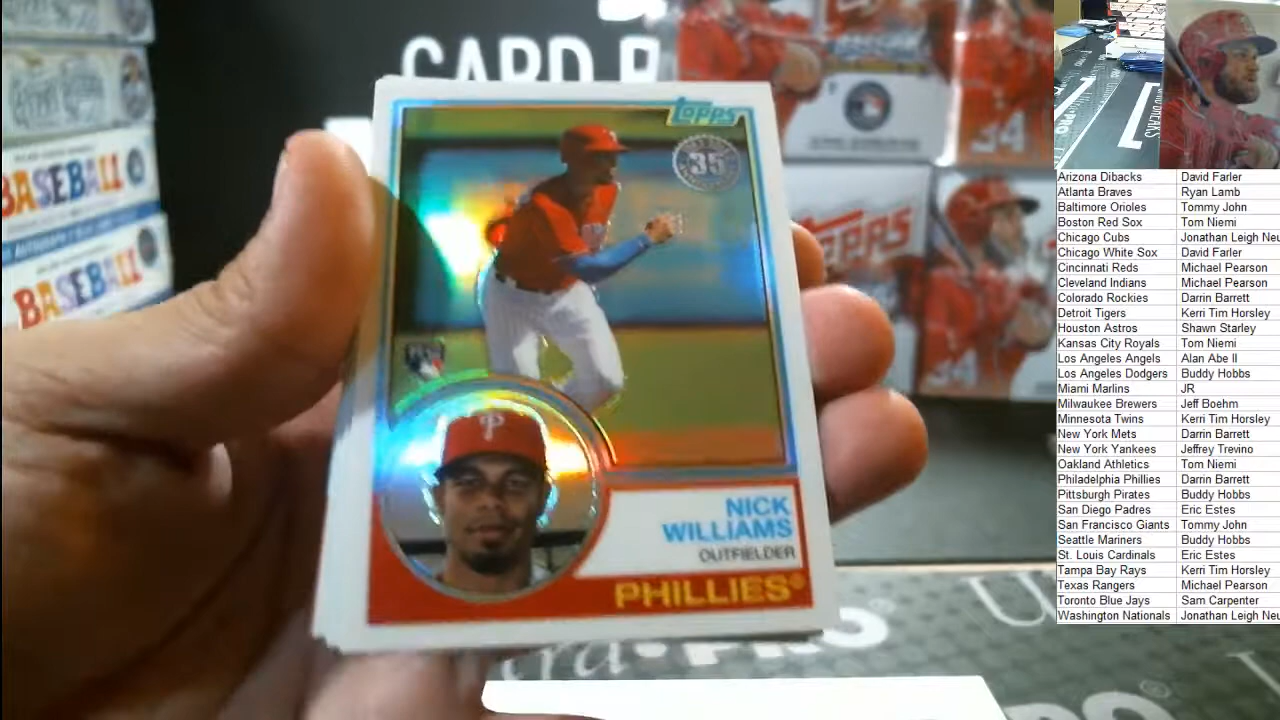 CARD B
BASEBALL
BASEBALL
TOPPS
35
NICK
WILLIAMS
OUTFIELDER
PHILLIES
TOPPS
34
34
PRO
Arizona Dibacks David Farler
Atlanta Braves Ryan Lamb
Baltimore Orioles Tommy John
Boston Red Sox Tom Niemi
Chicago Cubs Jonathan Leigh Neu
Chicago White Sox David Farler
Cincinnati Reds Michael Pearson
Cleveland Indians Michael Pearson
Colorado Rockies Darrin Barrett
Detroit Tigers Kerri Tim Horsley
Houston Astros Shawn Starley
Kansas City Royals Tom Niemi
Los Angeles Angels Alan Abe II
Los Angeles Dodgers Buddy Hobbs
Miami Marlins JR
Milwaukee Brewers Jeff Boehm
Minnesota Twins Kerri Tim Horsley
New York Mets Darrin Barrett
New York Yankees Jeffrey Trevino
Oakland Athletics Tom Niemi
Philadelphia Phillies Darrin Barrett
Pittsburgh Pirates Buddy Hobbs
San Diego Padres Eric Estes
San Francisco Giants Tommy John
Seattle Mariners Buddy Hobbs
St. Louis Cardinals Eric Estes
Tampa Bay Rays Kerri Tim Horsley
Texas Rangers Michael Pearson
Toronto Blue Jays Sam Carpenter
Washington Nationals Jonathan Leigh Neu